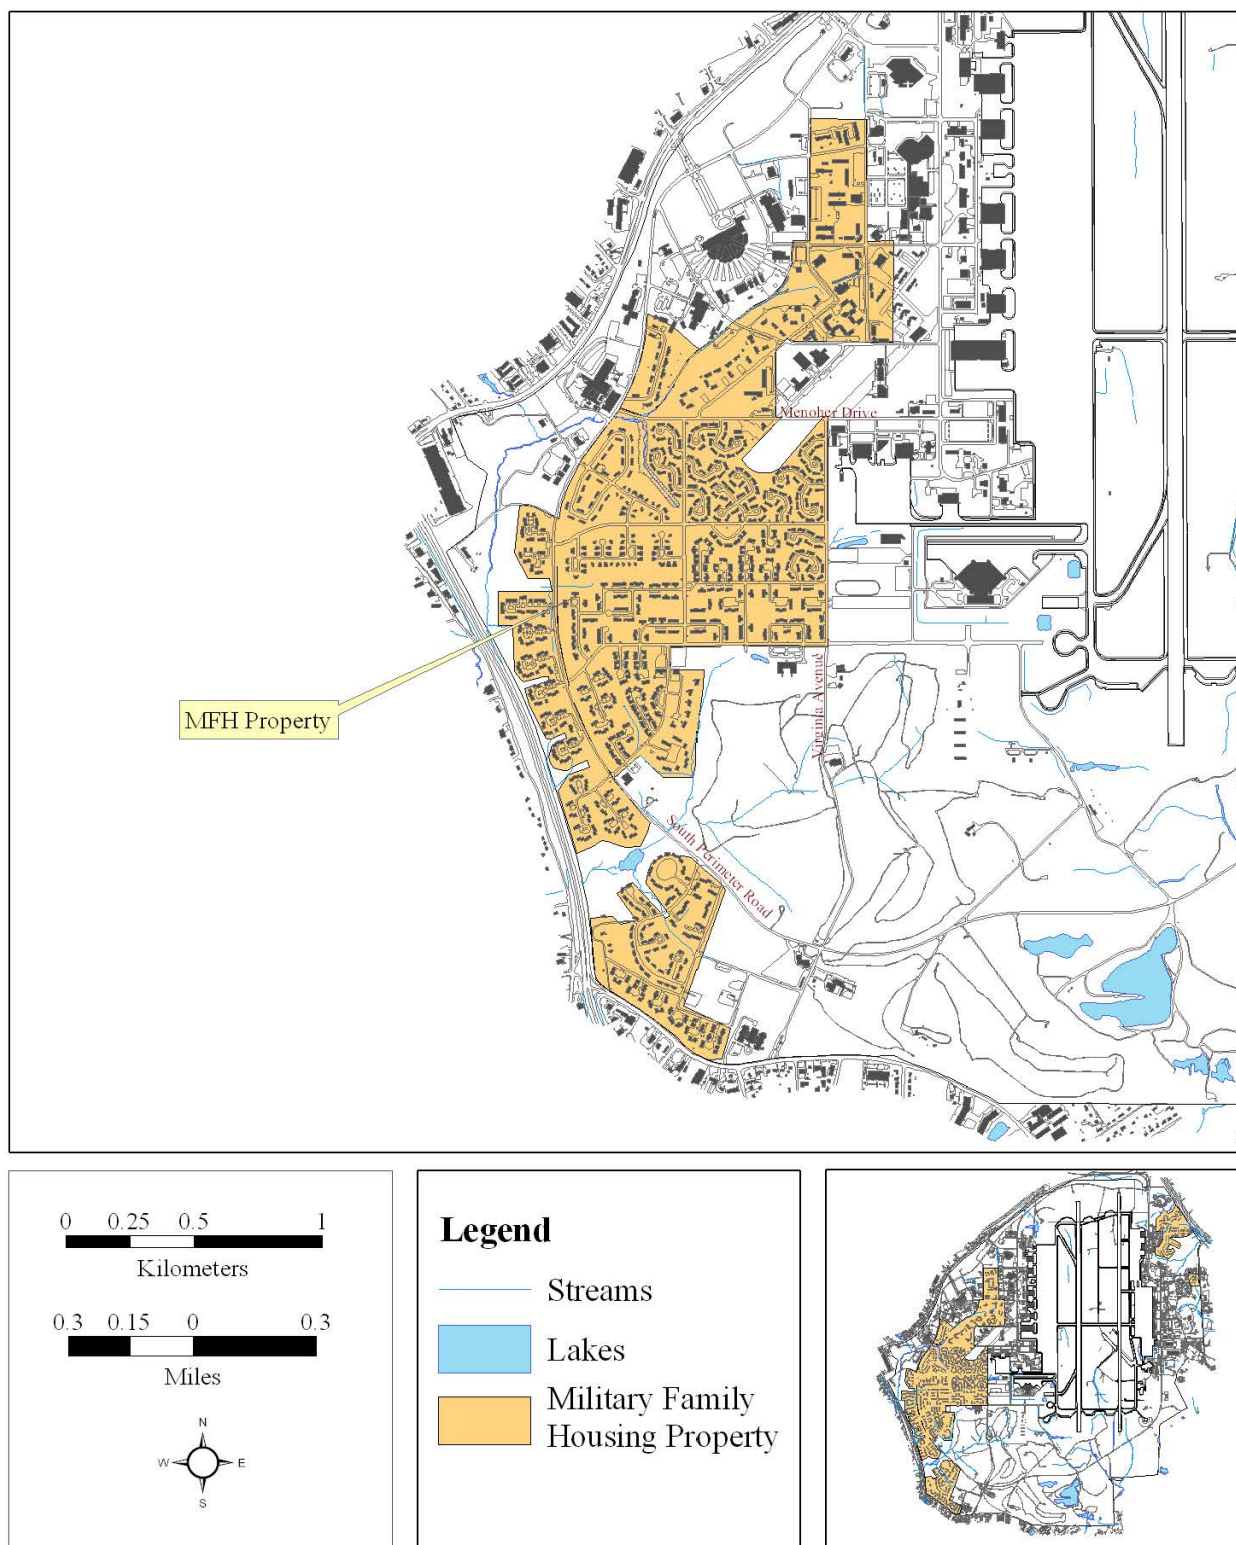 Menoher Drive
MFH Property
Virginia Avenue
South Perimeter Road
0 0.25 0.5 1
Kilometers
0.3 0.15 0 0.3
Miles
N
W E
S
Legend
Streams
Lakes
Military Family
Housing Property